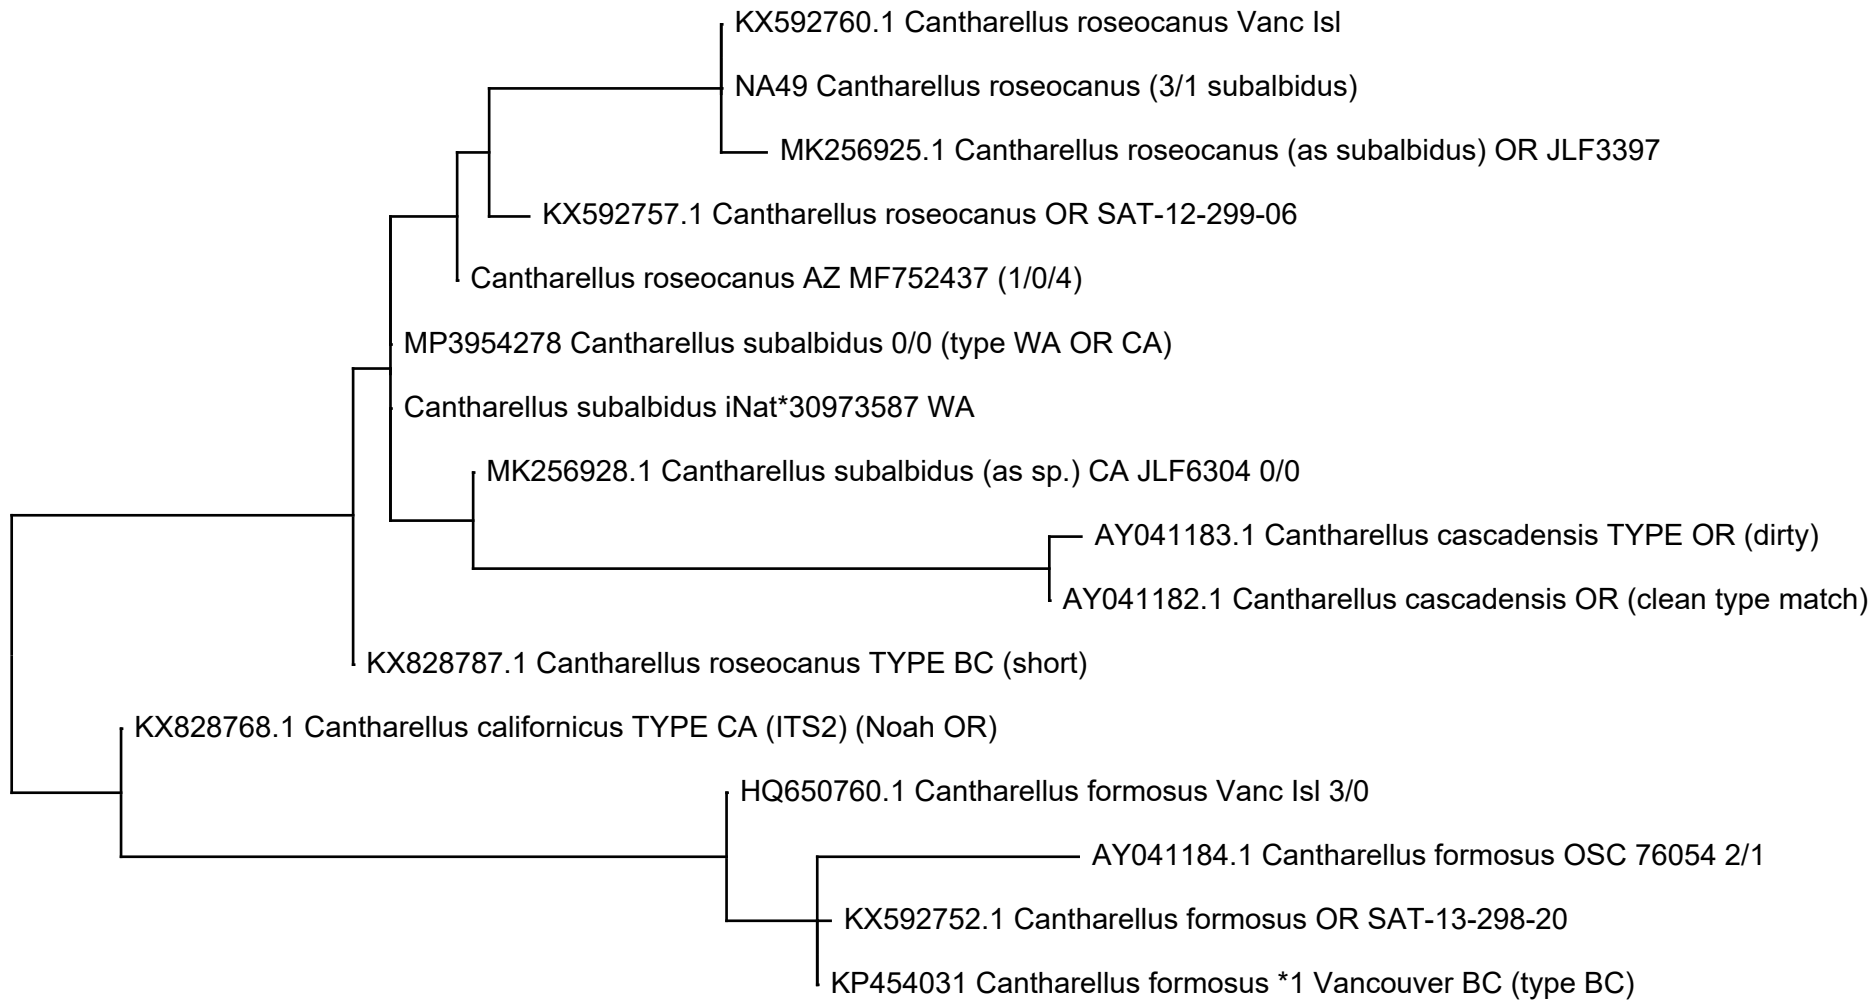 KX592760.1 Cantharellus roseocanus Vanc Isl
NA49 Cantharellus roseocanus (3/1 subalbidus)
MK256925.1 Cantharellus roseocanus (as subalbidus) OR JLF3397
KX592757.1 Cantharellus roseocanus OR SAT-12-299-06
Cantharellus roseocanus AZ MF752437 (1/0/4)
MP3954278 Cantharellus subalbidus 0/0 (type WA OR CA)
Cantharellus subalbidus iNat*30973587 WA
MK256928.1 Cantharellus subalbidus (as sp.) CA JLF6304 0/0
AY041183.1 Cantharellus cascadensis TYPE OR (dirty)
AY041182.1 Cantharellus cascadensis OR (clean type match)
KX828787.1 Cantharellus roseocanus TYPE BC (short)
KX828768.1 Cantharellus californicus TYPE CA (ITS2) (Noah OR)
HQ650760.1 Cantharellus formosus Vanc Isl 3/0
AY041184.1 Cantharellus formosus OSC 76054 2/1
KX592752.1 Cantharellus formosus OR SAT-13-298-20
KP454031 Cantharellus formosus *1 Vancouver BC (type BC)